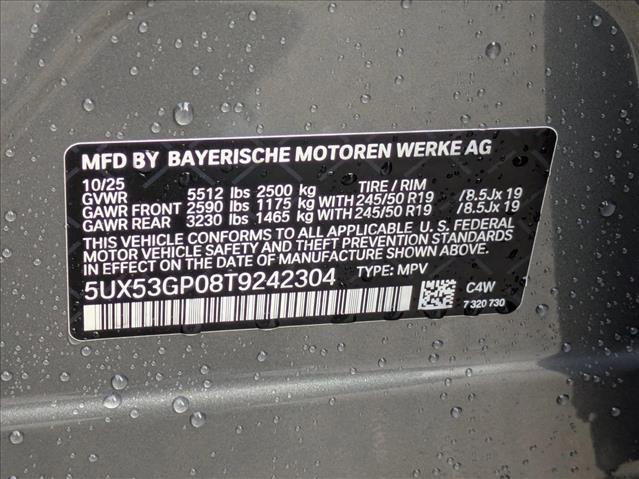 MFD BY BAYERISCHE MOTOREN WERKE AG
10/25 TIRE / RIM
GVWR 5512 lbs 2500 kg
GAWR FRONT 2590 lbs 1175 kg WITH 245/50 R19 /8.5Jx 19
GAWR REAR 3230 lbs 1465 kg WITH 245/50 R19 /8.5Jx 19
THIS VEHICLE CONFORMS TO ALL APPLICABLE U. S. FEDERAL
MOTOR VEHICLE SAFETY AND THEFT PREVENTION STANDARDS
IN EFFECT ON THE DATE OF MANUFACTURE SHOWN ABOVE.
5UX53GP08T9242304 TYPE: MPV
C4W
7 320 730